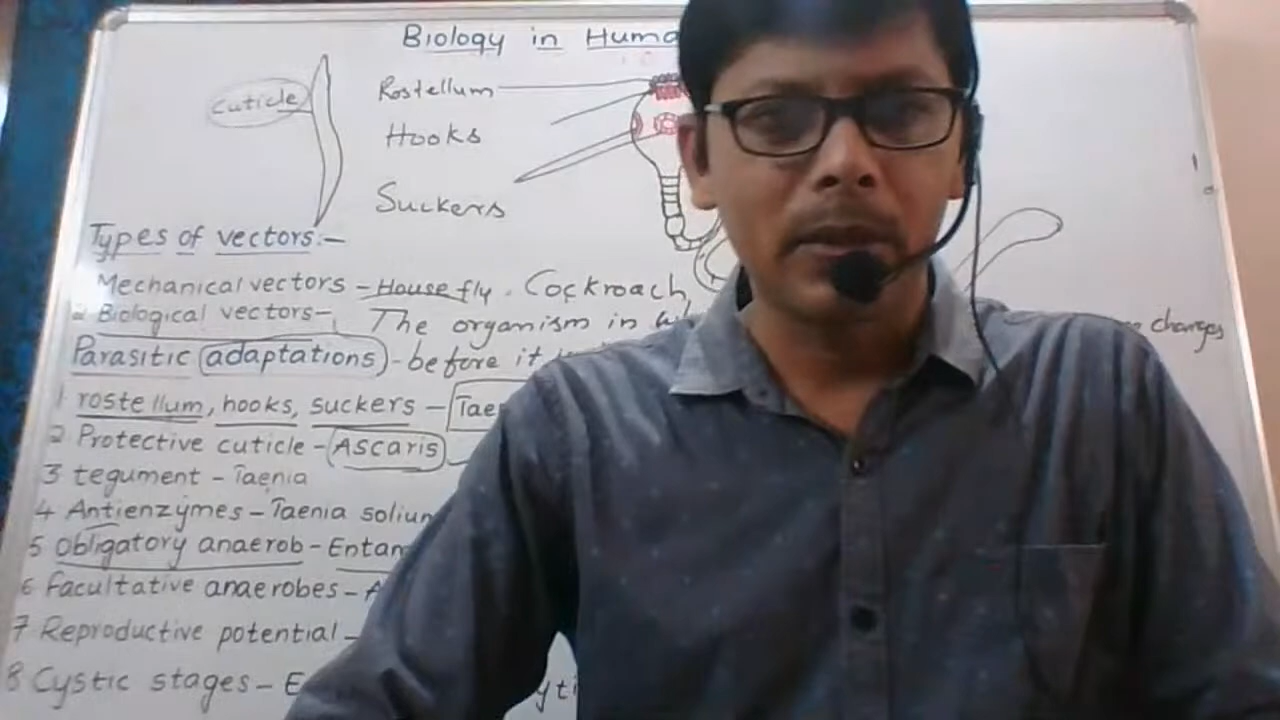 Biology in Huma
Cuticle
Rostellum
Hooks
Suckers
Types of vectors:-
Mechanical vectors - House fly. Cockroach,
2 Biological vectors- The organism in
changes
Parasitic adaptations - before it
1 rostellum, hooks, suckers - Tae
2 Protective cuticle - Ascaris
3 tegument - Taenia
4 Antienzymes - Taenia solium
5 Obligatory anaerob - Entam
6 facultative anaerobes - A
7 Reproductive potential -
8 Cystic stages - E
yti